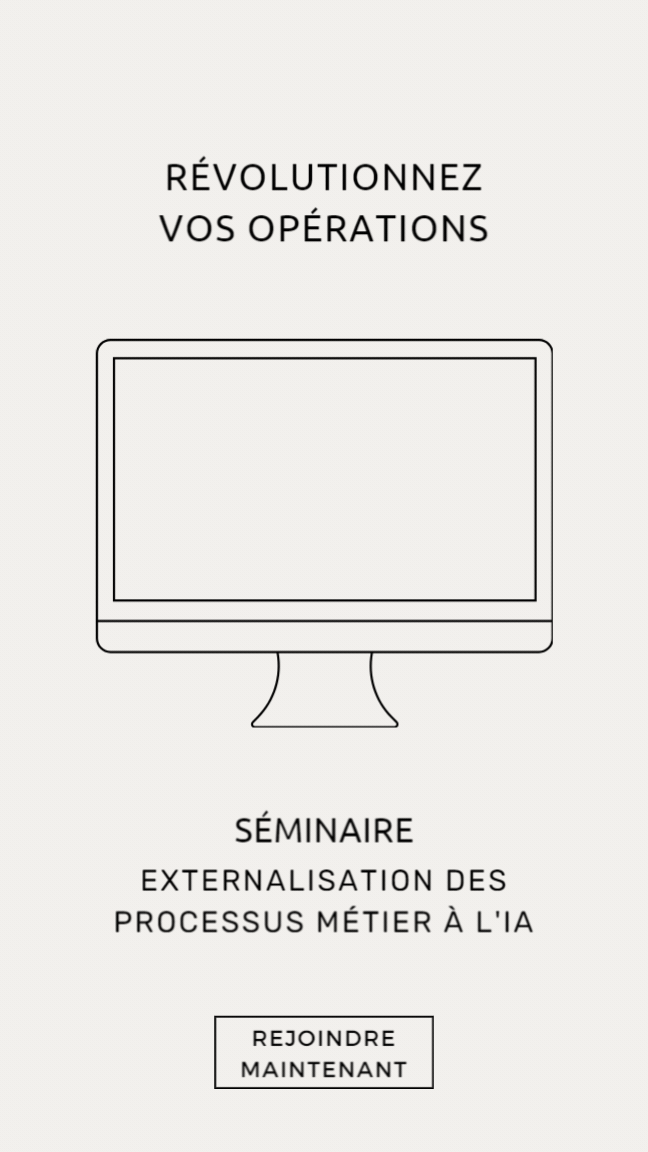 RÉVOLUTIONNEZ
VOS OPÉRATIONS
SÉMINAIRE
EXTERNALISATION DES
PROCESSUS MÉTIER À L'IA
REJOINDRE
MAINTENANT